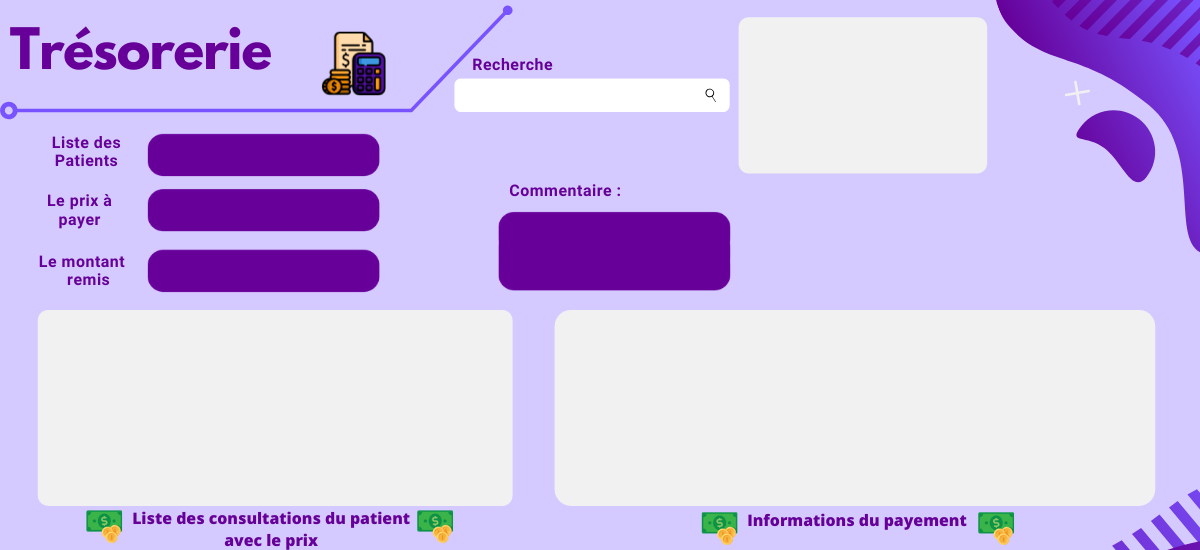 Trésorerie
Recherche
Liste des
Patients
Le prix à
payer
Commentaire :
Le montant
remis
Liste des consultations du patient
avec le prix
Informations du payement